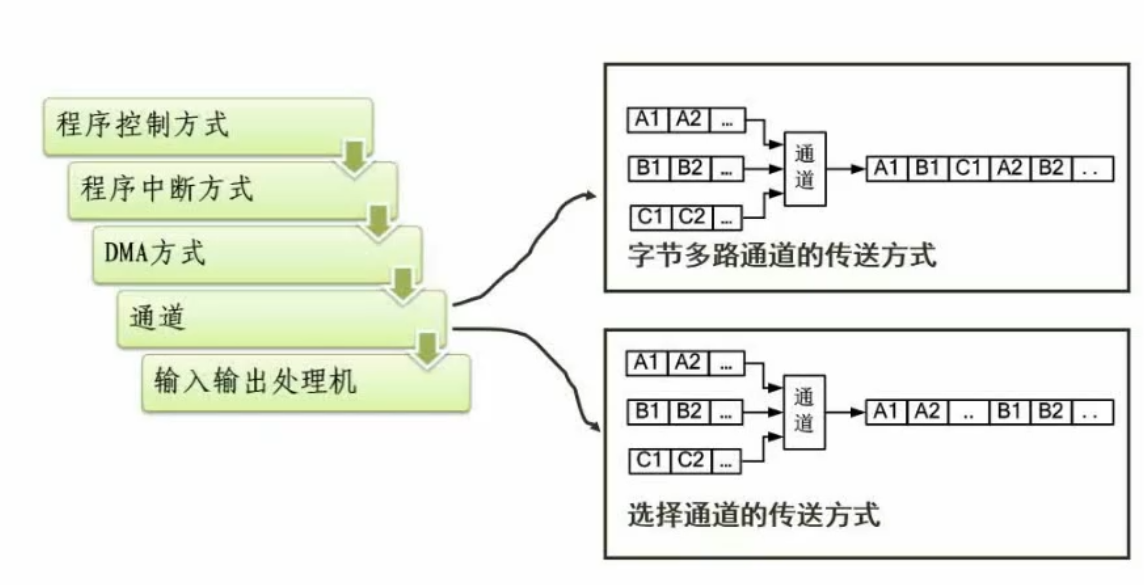 程序控制方式
程序中断方式
DMA方式
通道
输入输出处理机
A1 A2 ...
B1 B2 ...
C1 C2 ...
通道
A1 B1 C1 A2 B2 ..
字节多路通道的传送方式
A1 A2 ...
B1 B2 ...
C1 C2 ...
通道
A1 A2 .. B1 B2 ..
选择通道的传送方式